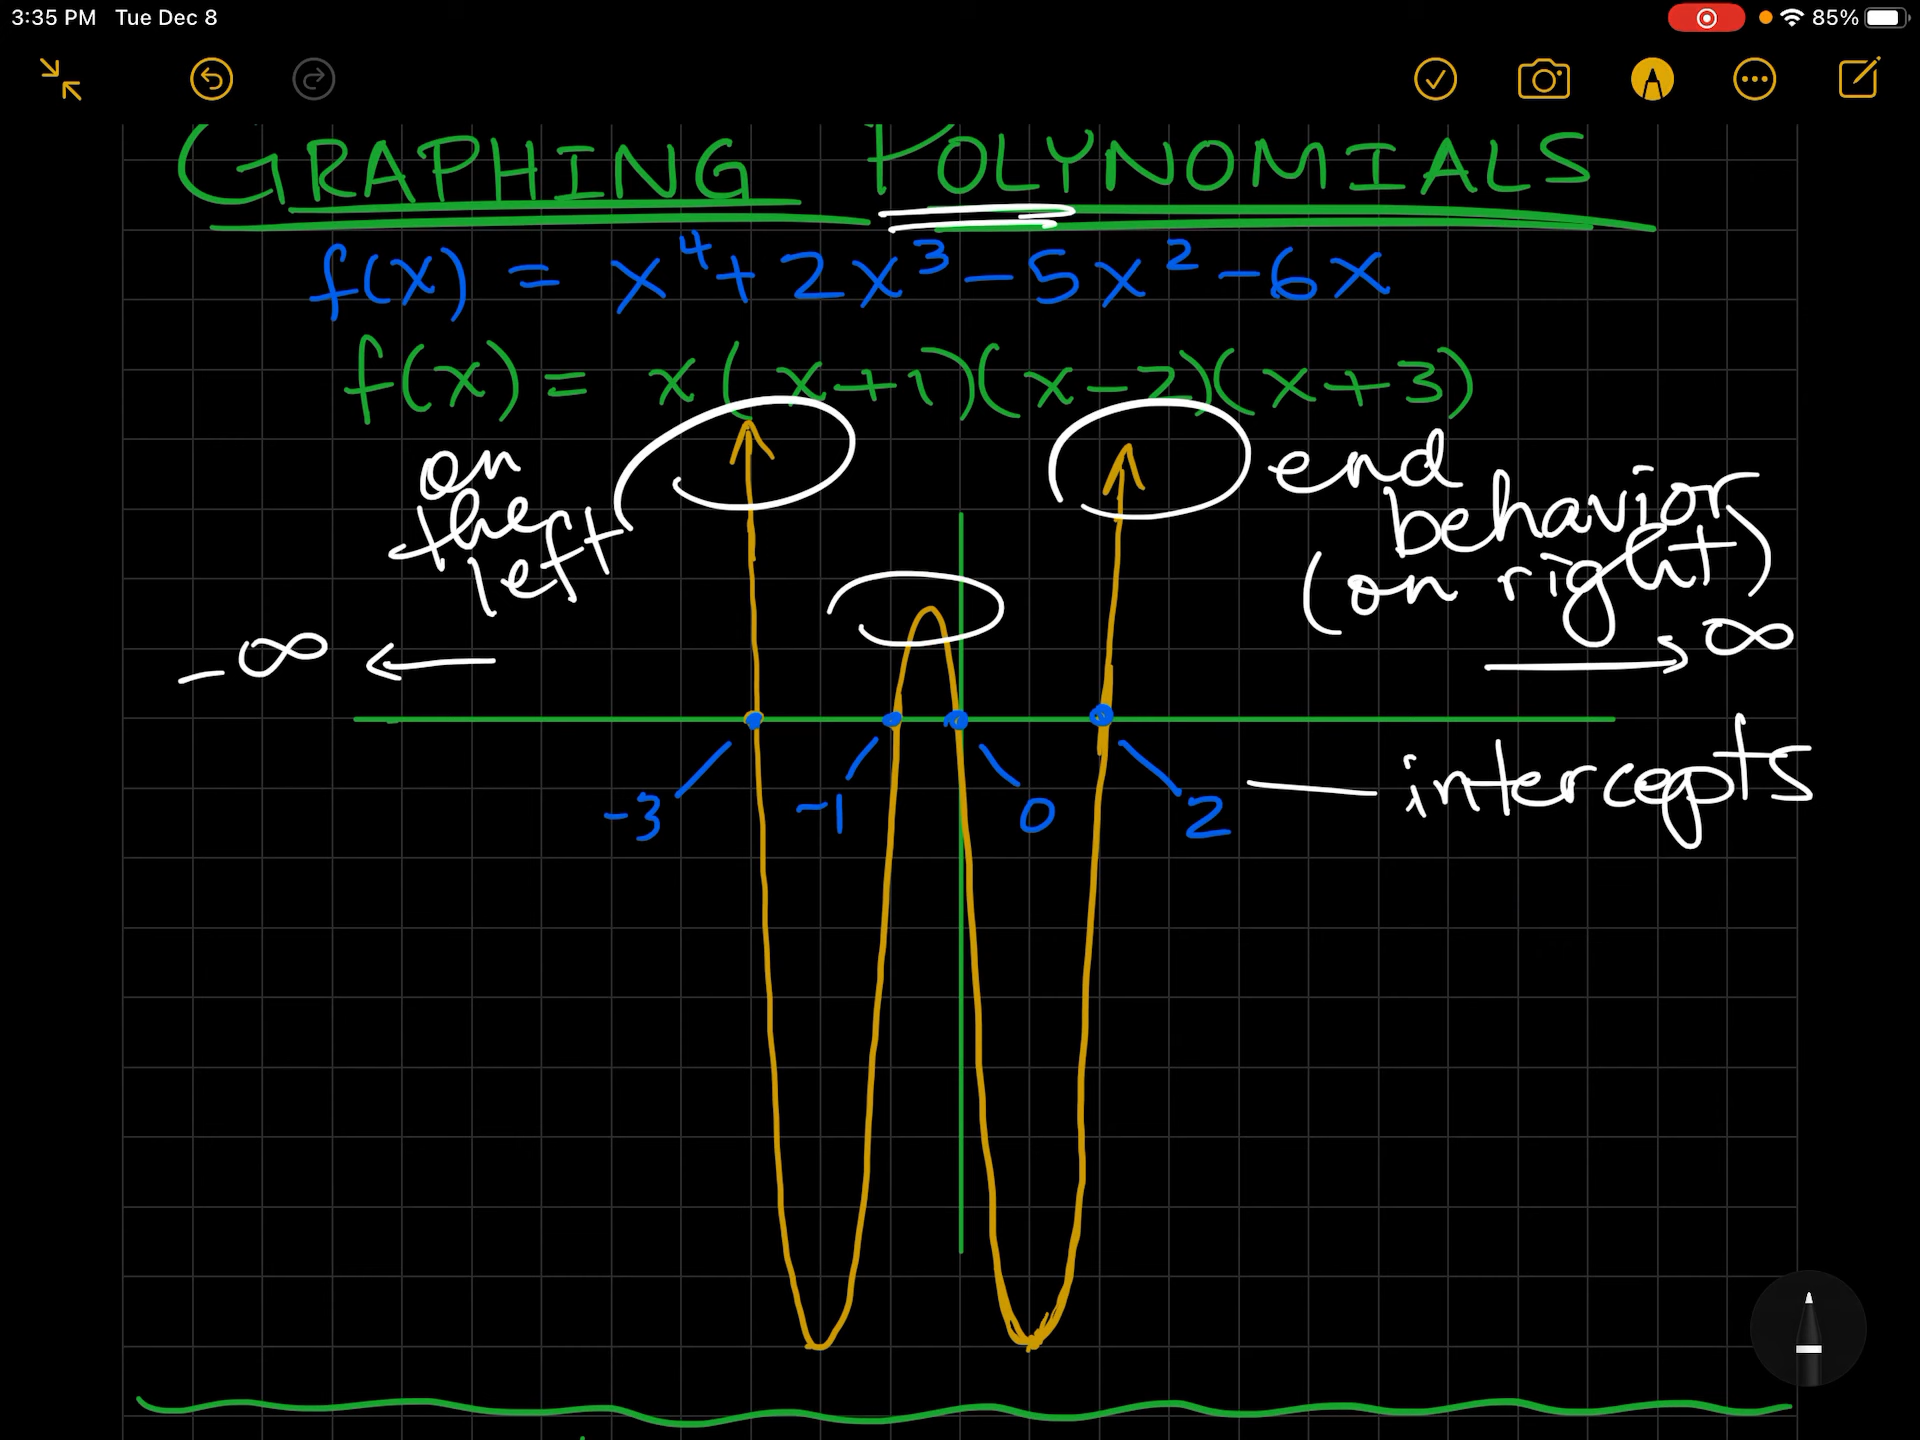 3:35 PM Tue Dec 8
85%
GRAPHING POLYNOMIALS
f(x) = x⁴ + 2x³ - 5x² - 6x
f(x) = x(x+1)(x-2)(x+3)
on
the
left
end
behavior
(on right)
-∞
∞
-3 -1 0 2
intercepts